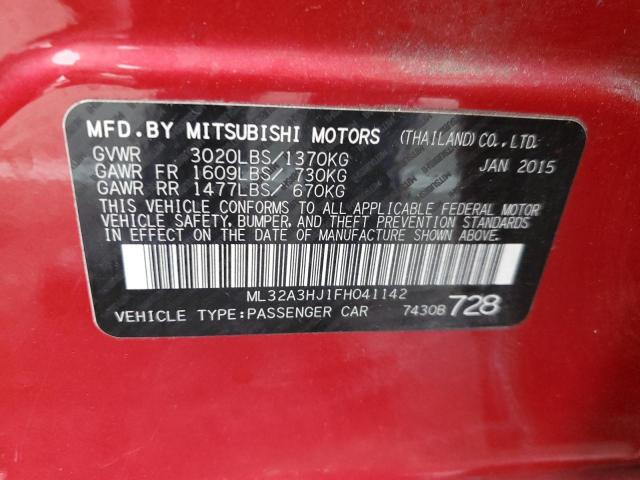 MFD. BY MITSUBISHI MOTORS (THAILAND) CO., LTD.
GVWR 3020LBS/1370KG JAN 2015
GAWR FR 1609LBS/ 730KG
GAWR RR 1477LBS/ 670KG
THIS VEHICLE CONFORMS TO ALL APPLICABLE FEDERAL MOTOR
VEHICLE SAFETY, BUMPER, AND THEFT PREVENTION STANDARDS
IN EFFECT ON THE DATE OF MANUFACTURE SHOWN ABOVE.
ML32A3HJ1FH041142
VEHICLE TYPE:PASSENGER CAR 7430B 728